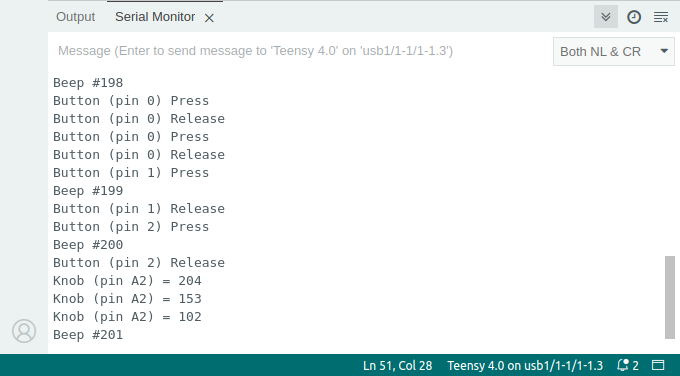 Output Serial Monitor
Message (Enter to send message to 'Teensy 4.0' on 'usb1/1-1/1-1.3')
Both NL & CR
Beep #198
Button (pin 0) Press
Button (pin 0) Release
Button (pin 0) Press
Button (pin 0) Release
Button (pin 1) Press
Beep #199
Button (pin 1) Release
Button (pin 2) Press
Beep #200
Button (pin 2) Release
Knob (pin A2) = 204
Knob (pin A2) = 153
Knob (pin A2) = 102
Beep #201
Ln 51, Col 28 Teensy 4.0 on usb1/1-1/1-1.3 2